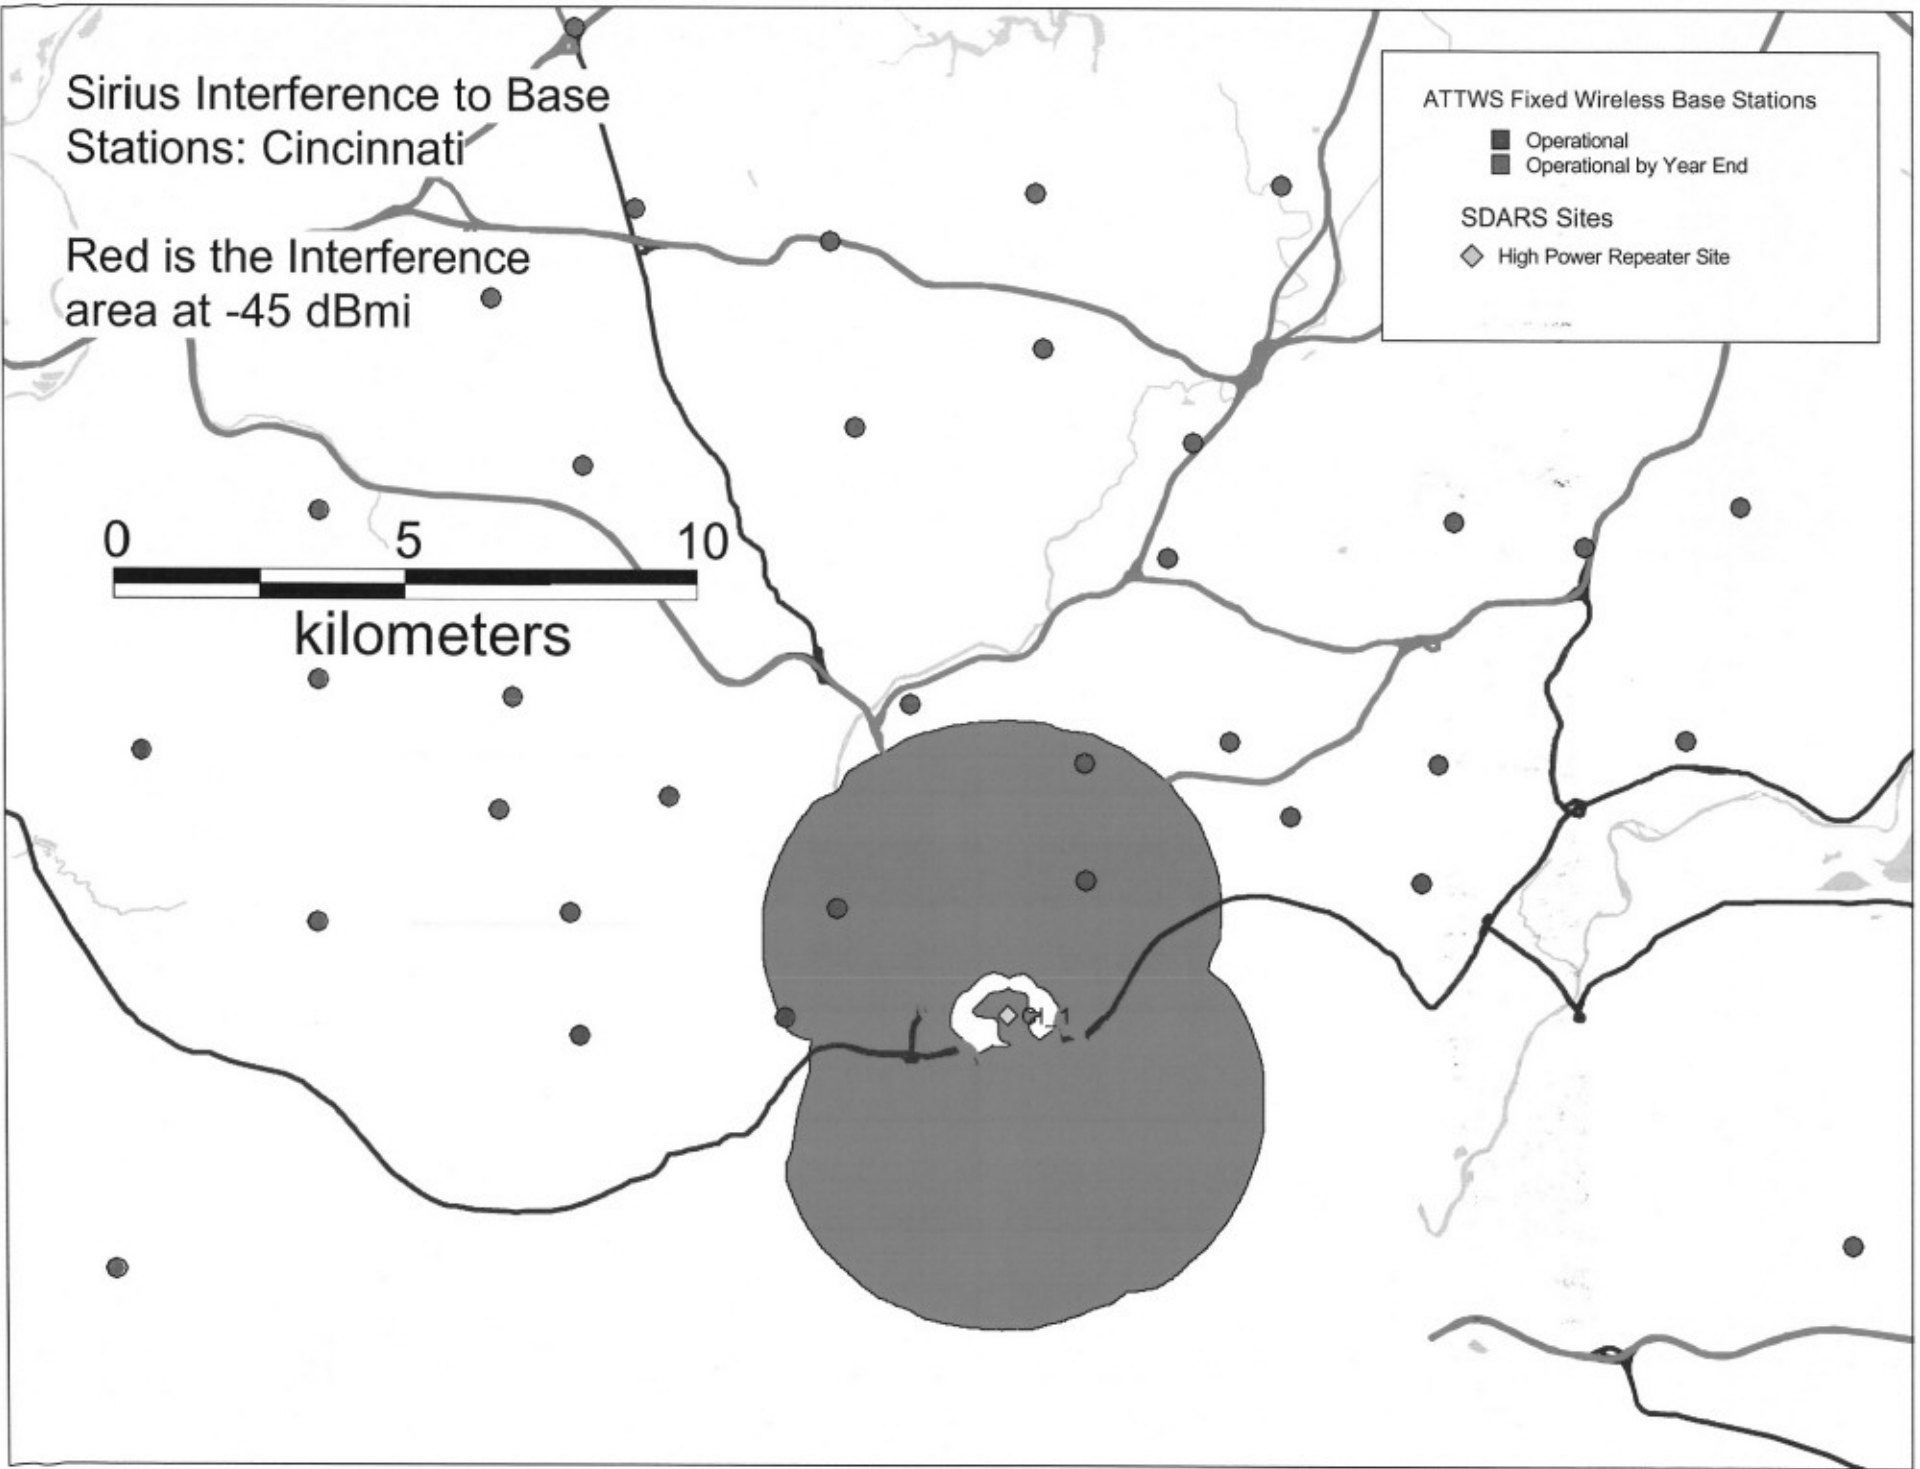 Sirius Interference to Base
Stations: Cincinnati
Red is the Interference
area at -45 dBmi
ATTWS Fixed Wireless Base Stations
Operational
Operational by Year End
SDARS Sites
High Power Repeater Site
0 5 10
kilometers